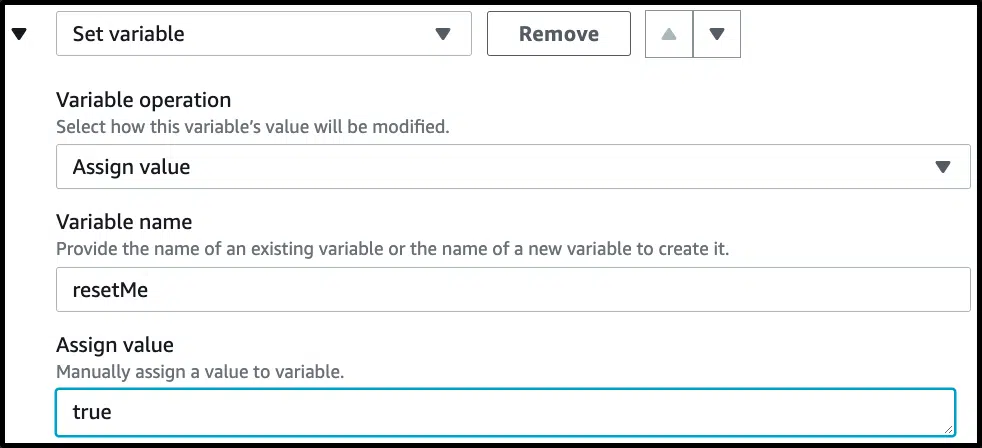 Set variable
Remove
Variable operation
Select how this variable's value will be modified.
Assign value
Variable name
Provide the name of an existing variable or the name of a new variable to create it.
resetMe
Assign value
Manually assign a value to variable.
true